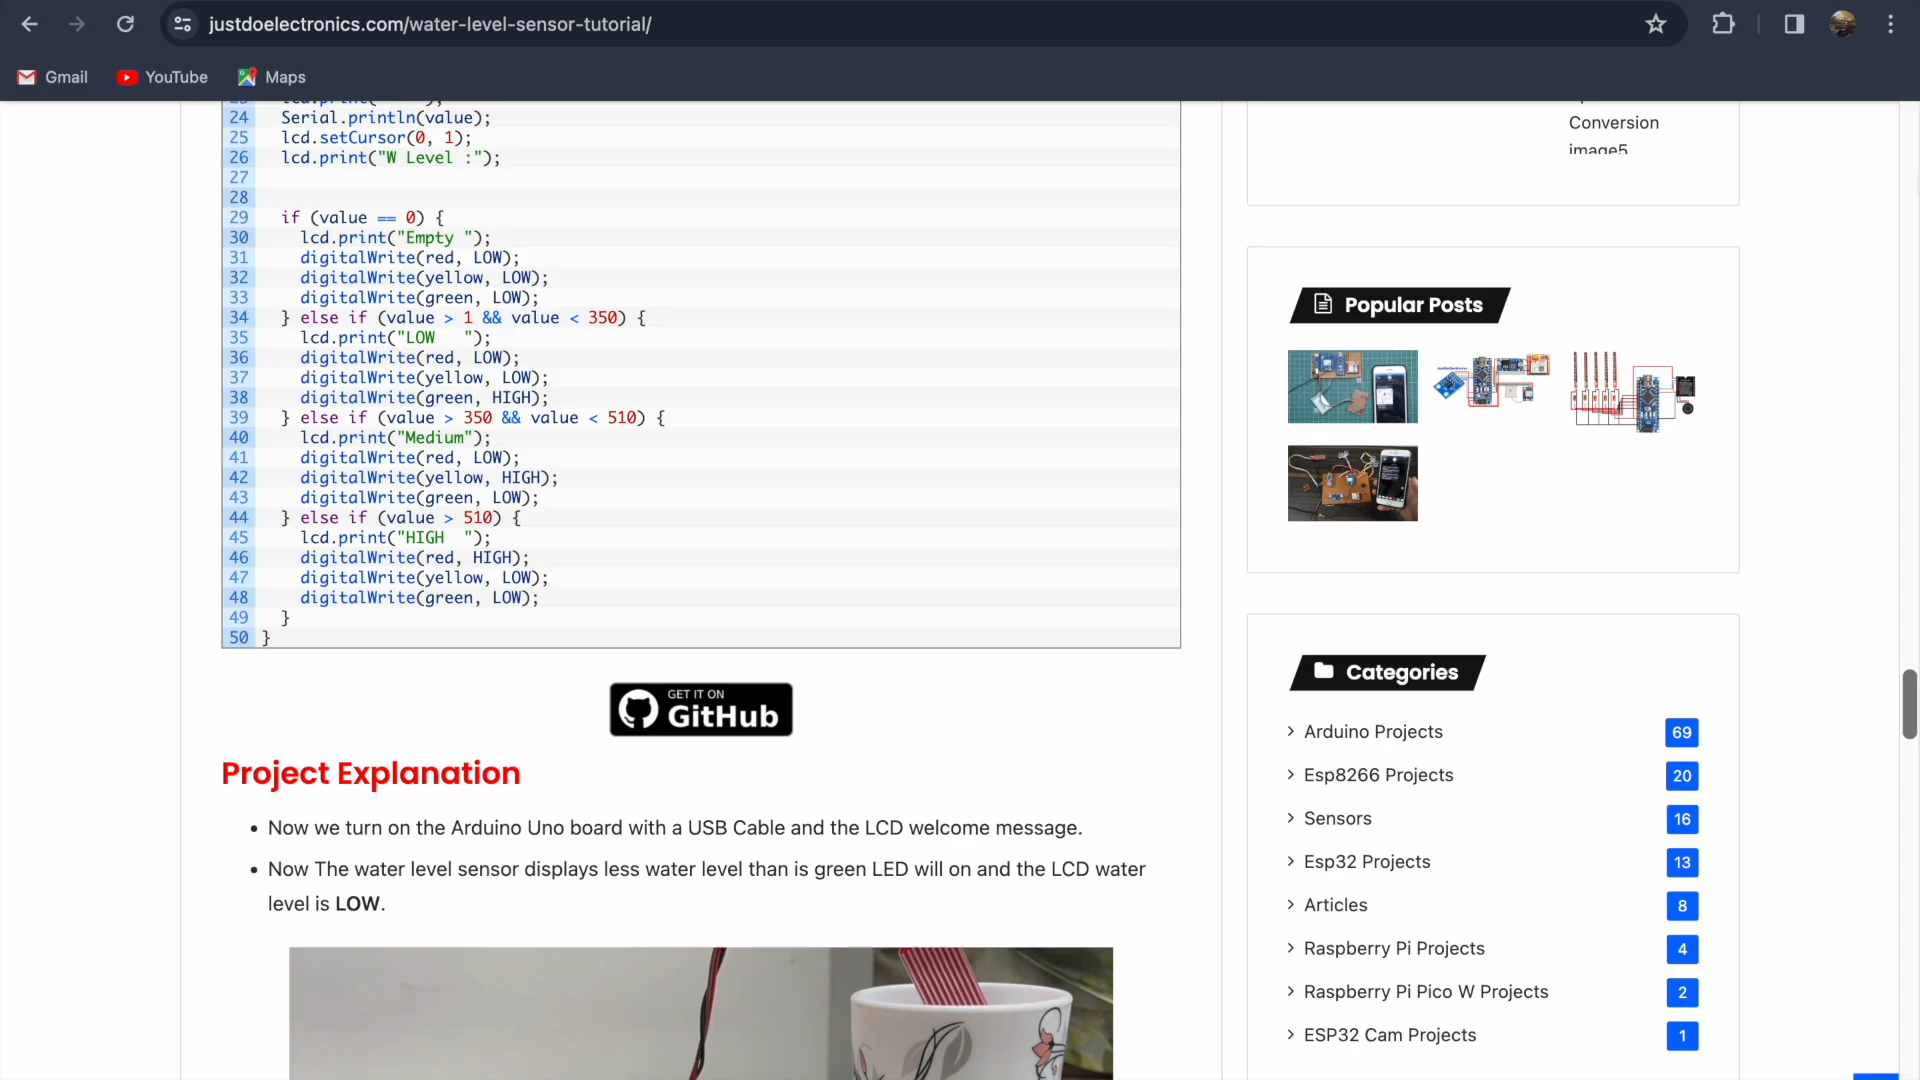 justdoelectronics.com/water-level-sensor-tutorial/
Gmail
YouTube
Maps
24 Serial.println(value);
25 lcd.setCursor(0, 1);
26 lcd.print("W Level :");
27
28
29 if (value == 0) {
30 lcd.print("Empty ");
31 digitalWrite(red, LOW);
32 digitalWrite(yellow, LOW);
33 digitalWrite(green, LOW);
34 } else if (value > 1 && value < 350) {
35 lcd.print("LOW   ");
36 digitalWrite(red, LOW);
37 digitalWrite(yellow, LOW);
38 digitalWrite(green, HIGH);
39 } else if (value > 350 && value < 510) {
40 lcd.print("Medium");
41 digitalWrite(red, LOW);
42 digitalWrite(yellow, HIGH);
43 digitalWrite(green, LOW);
44 } else if (value > 510) {
45 lcd.print("HIGH  ");
46 digitalWrite(red, HIGH);
47 digitalWrite(yellow, LOW);
48 digitalWrite(green, LOW);
49 }
50 }
GET IT ON
GitHub
Project Explanation
• Now we turn on the Arduino Uno board with a USB Cable and the LCD welcome message.
• Now The water level sensor displays less water level than is green LED will on and the LCD water
level is LOW.
Conversion
image5
Popular Posts
Categories
Arduino Projects 69
Esp8266 Projects 20
Sensors 16
Esp32 Projects 13
Articles 8
Raspberry Pi Projects 4
Raspberry Pi Pico W Projects 2
ESP32 Cam Projects 1